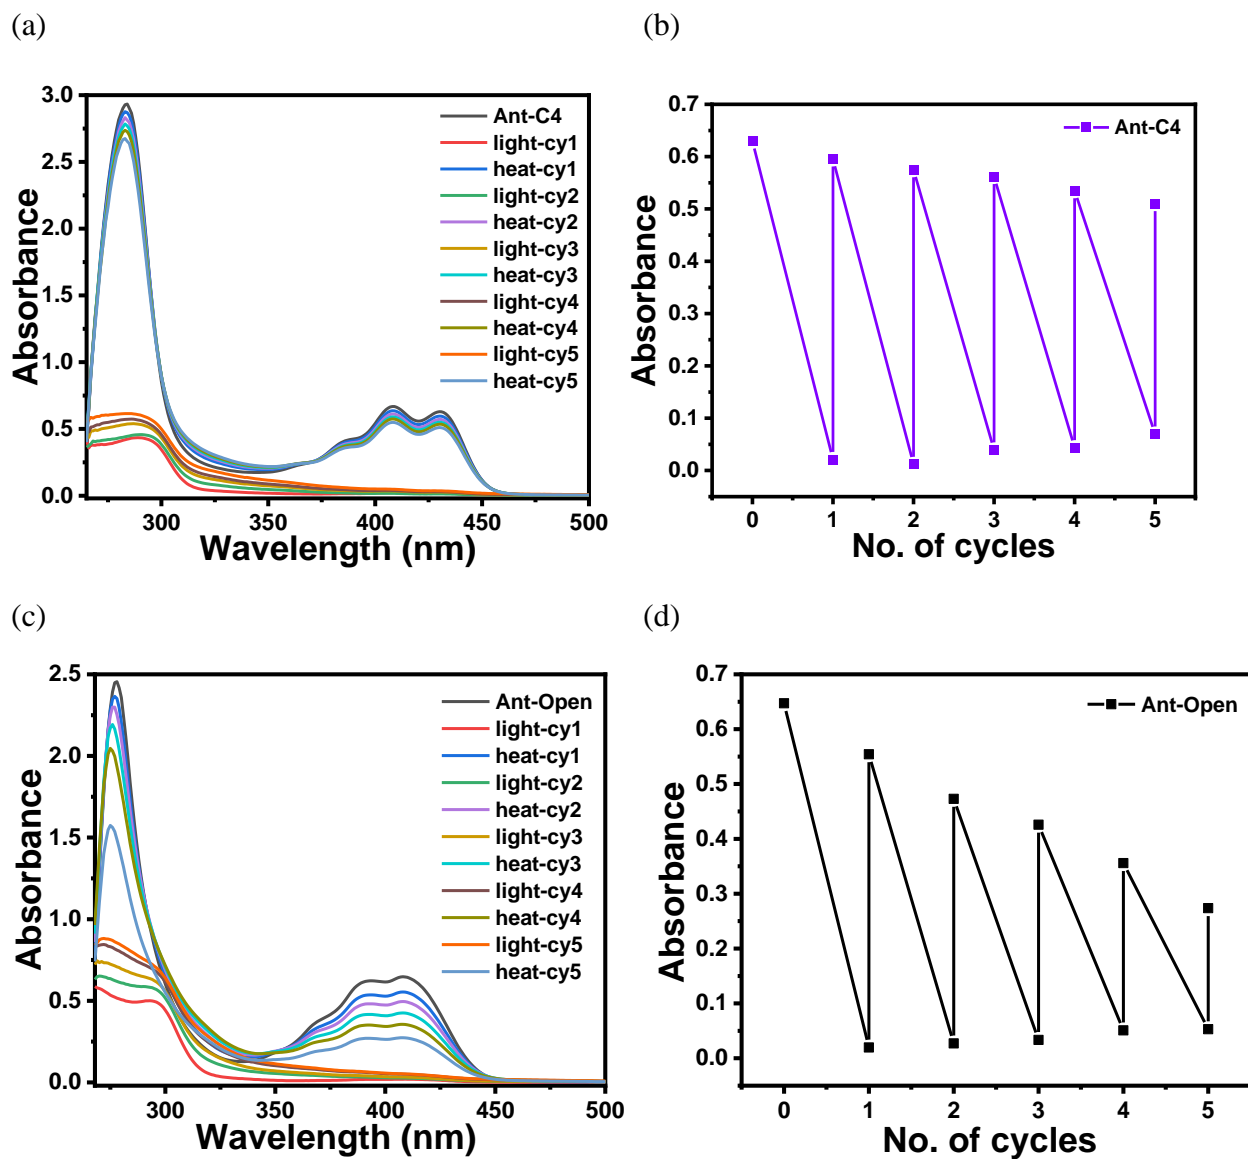 (a)
(b)
3.0
2.5
2.0
1.5
1.0
0.5
0.0
Absorbance
300
350
400
450
500
Wavelength (nm)
Ant-C4
light-cy1
heat-cy1
light-cy2
heat-cy2
light-cy3
heat-cy3
light-cy4
heat-cy4
light-cy5
heat-cy5
0.7
0.6
0.5
0.4
0.3
0.2
0.1
0.0
Absorbance
0
1
2
3
4
5
No. of cycles
Ant-C4
(c)
(d)
2.5
2.0
1.5
1.0
0.5
0.0
Absorbance
300
350
400
450
500
Wavelength (nm)
Ant-Open
light-cy1
heat-cy1
light-cy2
heat-cy2
light-cy3
heat-cy3
light-cy4
heat-cy4
light-cy5
heat-cy5
0.7
0.6
0.5
0.4
0.3
0.2
0.1
0.0
Absorbance
0
1
2
3
4
5
No. of cycles
Ant-Open